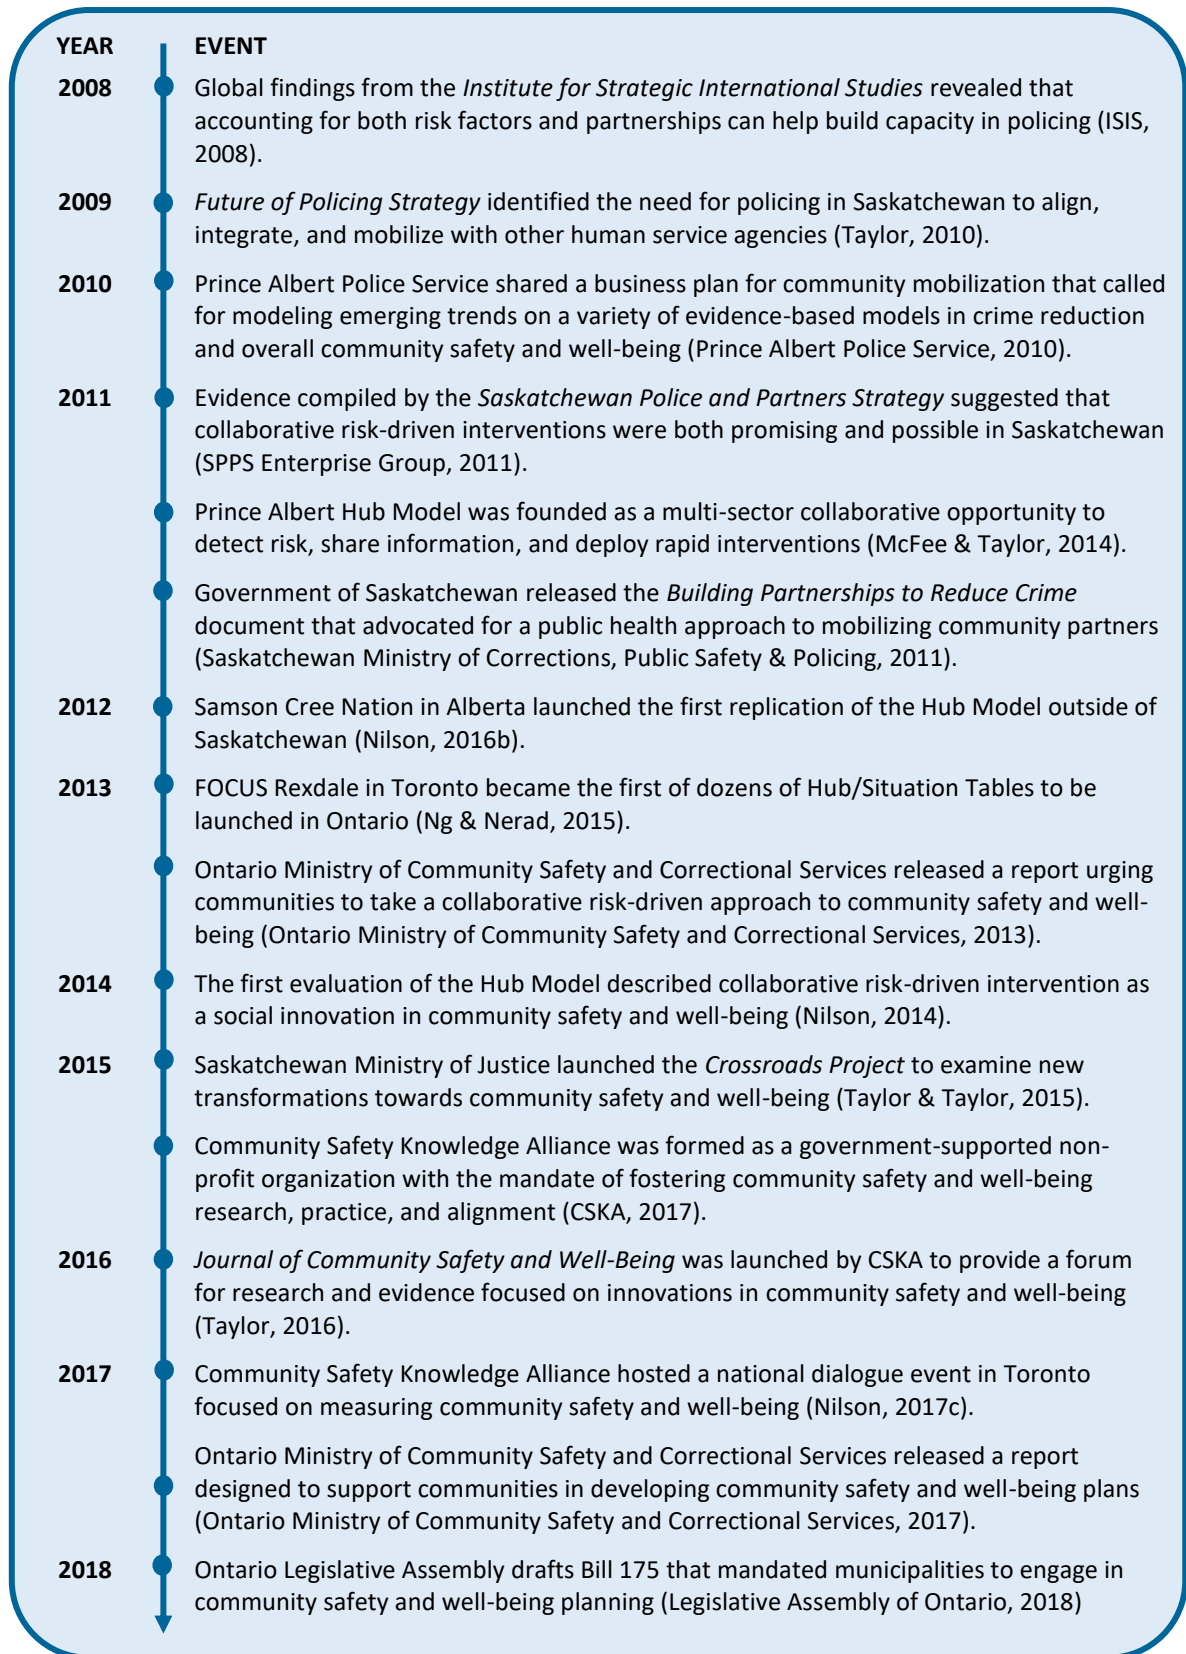 YEAR EVENT
2008 Global findings from the Institute for Strategic International Studies revealed that
accounting for both risk factors and partnerships can help build capacity in policing (ISIS,
2008).
2009 Future of Policing Strategy identified the need for policing in Saskatchewan to align,
integrate, and mobilize with other human service agencies (Taylor, 2010).
2010 Prince Albert Police Service shared a business plan for community mobilization that called
for modeling emerging trends on a variety of evidence-based models in crime reduction
and overall community safety and well-being (Prince Albert Police Service, 2010).
2011 Evidence compiled by the Saskatchewan Police and Partners Strategy suggested that
collaborative risk-driven interventions were both promising and possible in Saskatchewan
(SPPS Enterprise Group, 2011).
Prince Albert Hub Model was founded as a multi-sector collaborative opportunity to
detect risk, share information, and deploy rapid interventions (McFee & Taylor, 2014).
Government of Saskatchewan released the Building Partnerships to Reduce Crime
document that advocated for a public health approach to mobilizing community partners
(Saskatchewan Ministry of Corrections, Public Safety & Policing, 2011).
2012 Samson Cree Nation in Alberta launched the first replication of the Hub Model outside of
Saskatchewan (Nilson, 2016b).
2013 FOCUS Rexdale in Toronto became the first of dozens of Hub/Situation Tables to be
launched in Ontario (Ng & Nerad, 2015).
Ontario Ministry of Community Safety and Correctional Services released a report urging
communities to take a collaborative risk-driven approach to community safety and well-
being (Ontario Ministry of Community Safety and Correctional Services, 2013).
2014 The first evaluation of the Hub Model described collaborative risk-driven intervention as
a social innovation in community safety and well-being (Nilson, 2014).
2015 Saskatchewan Ministry of Justice launched the Crossroads Project to examine new
transformations towards community safety and well-being (Taylor & Taylor, 2015).
Community Safety Knowledge Alliance was formed as a government-supported non-
profit organization with the mandate of fostering community safety and well-being
research, practice, and alignment (CSKA, 2017).
2016 Journal of Community Safety and Well-Being was launched by CSKA to provide a forum
for research and evidence focused on innovations in community safety and well-being
(Taylor, 2016).
2017 Community Safety Knowledge Alliance hosted a national dialogue event in Toronto
focused on measuring community safety and well-being (Nilson, 2017c).
Ontario Ministry of Community Safety and Correctional Services released a report
designed to support communities in developing community safety and well-being plans
(Ontario Ministry of Community Safety and Correctional Services, 2017).
2018 Ontario Legislative Assembly drafts Bill 175 that mandated municipalities to engage in
community safety and well-being planning (Legislative Assembly of Ontario, 2018)